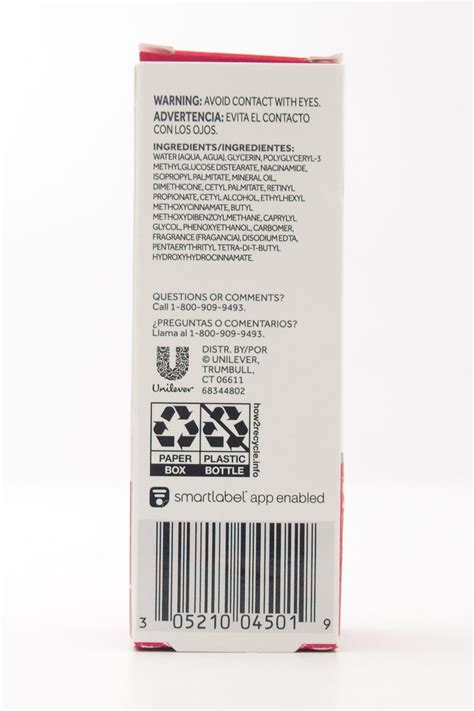 WARNING: AVOID CONTACT WITH EYES.
ADVERTENCIA: EVITA EL CONTACTO
CON LOS OJOS.
INGREDIENTS/INGREDIENTES:
WATER (AQUA, AGUA), GLYCERIN, POLYGLYCERYL-3
METHYLGLUCOSE DISTEARATE, NIACINAMIDE,
ISOPROPYL PALMITATE, MINERAL OIL,
DIMETHICONE, CETYL PALMITATE, RETINYL
PROPIONATE, CETYL ALCOHOL, ETHYLHEXYL
METHOXYCINNAMATE, BUTYL
METHOXYDIBENZOYLMETHANE, CAPRYLYL
GLYCOL, PHENOXYETHANOL, CARBOMER,
FRAGRANCE (FRAGANCIA), DISODIUM EDTA,
PENTAERYTHRITYL TETRA-DI-T-BUTYL
HYDROXYHYDROCINNAMATE.
QUESTIONS OR COMMENTS?
Call 1-800-909-9493.
¿PREGUNTAS O COMENTARIOS?
Llama al 1-800-909-9493.
DISTR. BY/POR
© UNILEVER,
TRUMBULL,
CT 06611
68344802
Unilever
PAPER
BOX
PLASTIC
BOTTLE
how2recycle.info
smartlabel™ app enabled
3 05210 04501 9